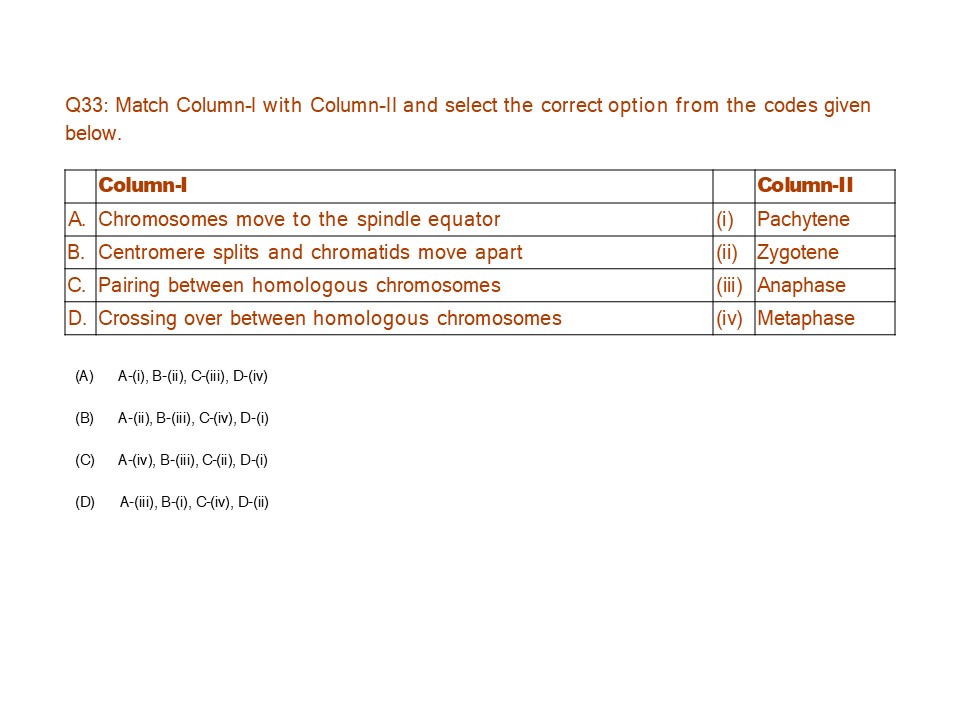 Q33: Match Column-I with Column-II and select the correct option from the codes given
below.
Column-I Column-II
A. Chromosomes move to the spindle equator (i) Pachytene
B. Centromere splits and chromatids move apart (ii) Zygotene
C. Pairing between homologous chromosomes (iii) Anaphase
D. Crossing over between homologous chromosomes (iv) Metaphase
(A) A-(i), B-(ii), C-(iii), D-(iv)
(B) A-(ii), B-(iii), C-(iv), D-(i)
(C) A-(iv), B-(iii), C-(ii), D-(i)
(D) A-(iii), B-(i), C-(iv), D-(ii)